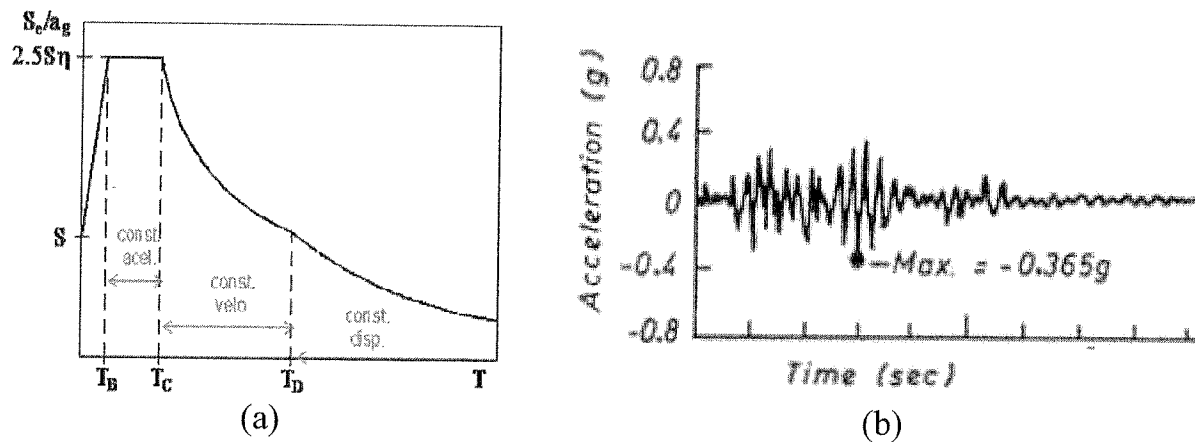 Se/ag
2.5Sη
S
const.
acel.
const.
velo
const.
disp.
TB
TC
TD
T
(a)
Acceleration (g)
0.8
0.4
0
-0.4
-0.8
Max. = -0.365g
Time (sec)
(b)